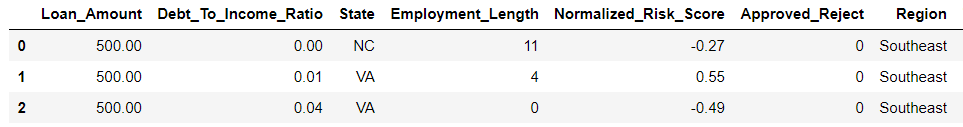 Loan_Amount Debt_To_Income_Ratio State Employment_Length Normalized_Risk_Score Approved_Reject Region
0 500.00 0.00 NC 11 -0.27 0 Southeast
1 500.00 0.01 VA 4 0.55 0 Southeast
2 500.00 0.04 VA 0 -0.49 0 Southeast